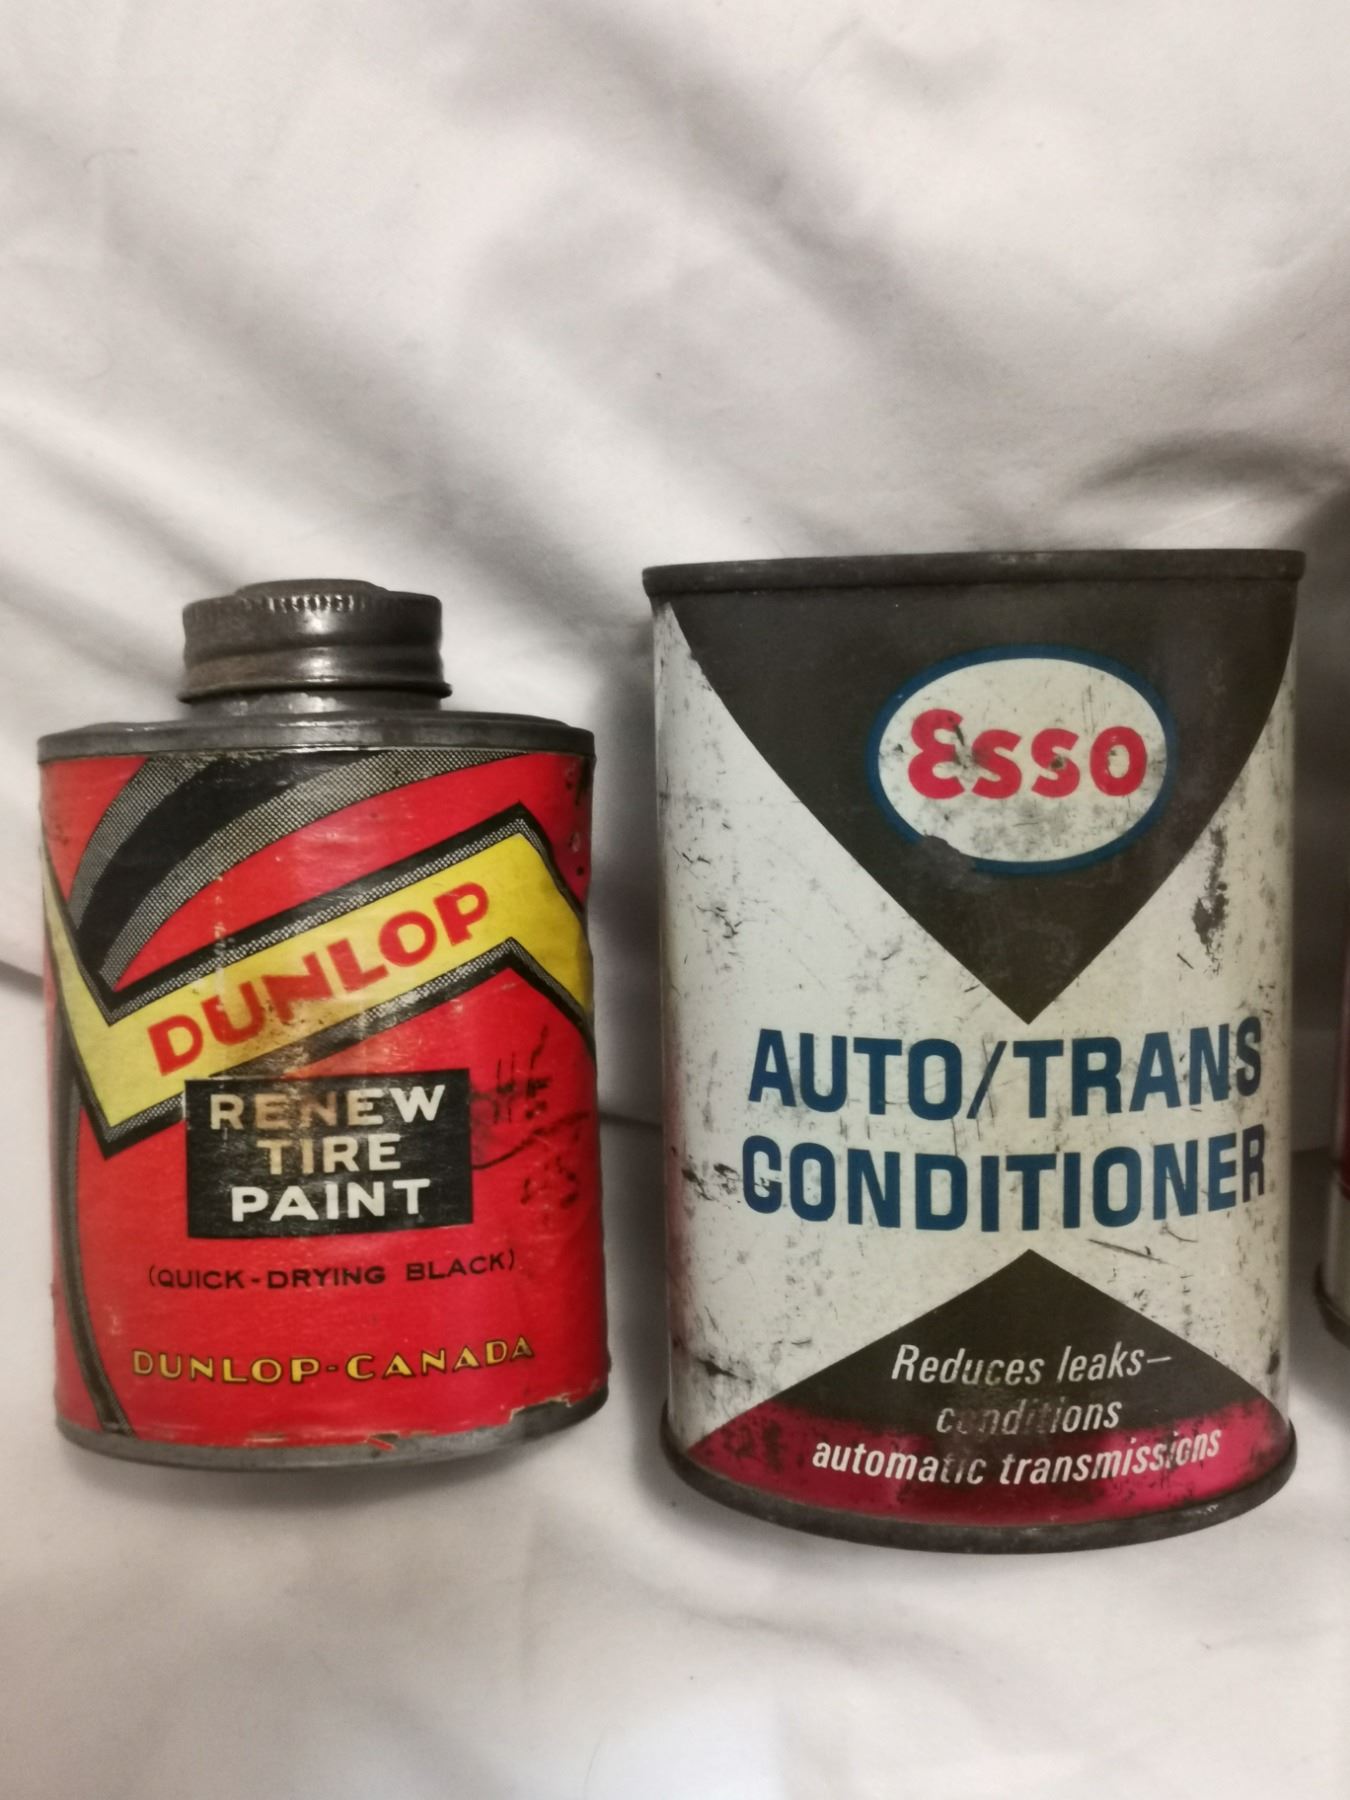 DUNLOP
RENEW
TIRE
PAINT
(QUICK-DRYING BLACK)
DUNLOP-CANADA
Esso
AUTO/TRANS
CONDITIONER
Reduces leaks—
conditions
automatic transmissions